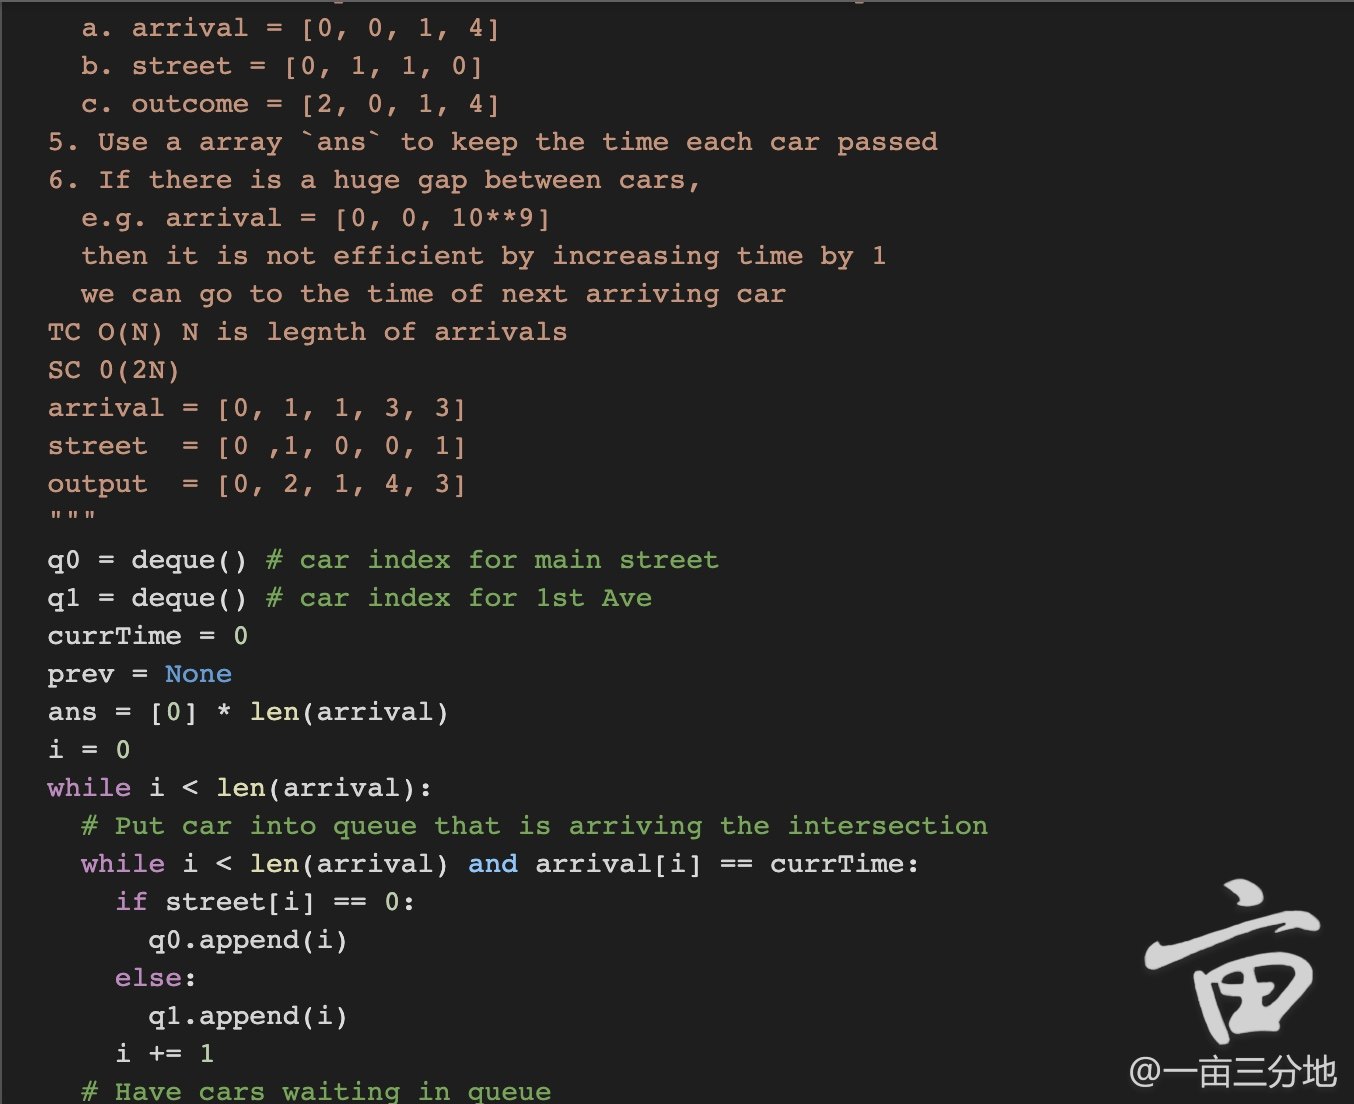 a. arrival = [0, 0, 1, 4]
b. street = [0, 1, 1, 0]
c. outcome = [2, 0, 1, 4]
5. Use a array `ans` to keep the time each car passed
6. If there is a huge gap between cars,
e.g. arrival = [0, 0, 10**9]
then it is not efficient by increasing time by 1
we can go to the time of next arriving car
TC O(N) N is legnth of arrivals
SC 0(2N)
arrival = [0, 1, 1, 3, 3]
street  = [0 ,1, 0, 0, 1]
output  = [0, 2, 1, 4, 3]
"""
q0 = deque() # car index for main street
q1 = deque() # car index for 1st Ave
currTime = 0
prev = None
ans = [0] * len(arrival)
i = 0
while i < len(arrival):
# Put car into queue that is arriving the intersection
while i < len(arrival) and arrival[i] == currTime:
if street[i] == 0:
q0.append(i)
else:
q1.append(i)
i += 1
# Have cars waiting in queue
亩
@一亩三分地